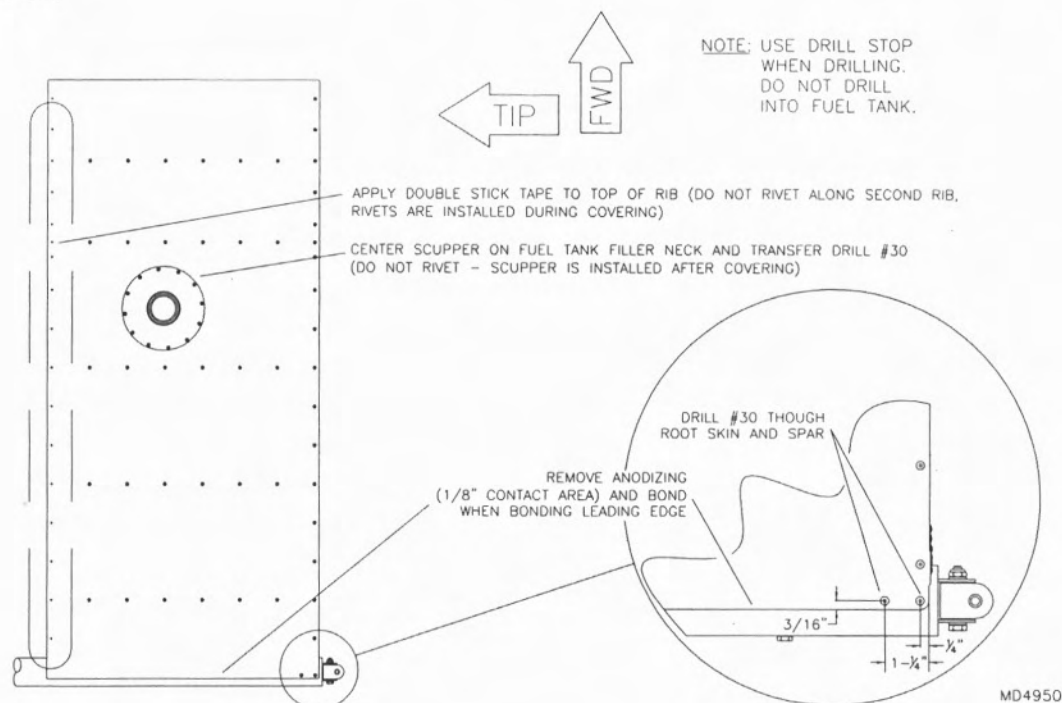 NOTE: USE DRILL STOP
WHEN DRILLING.
DO NOT DRILL
INTO FUEL TANK.
TIP
FWD
APPLY DOUBLE STICK TAPE TO TOP OF RIB (DO NOT RIVET ALONG SECOND RIB,
RIVETS ARE INSTALLED DURING COVERING)
CENTER SCUPPER ON FUEL TANK FILLER NECK AND TRANSFER DRILL #30
(DO NOT RIVET – SCUPPER IS INSTALLED AFTER COVERING)
DRILL #30 THOUGH
ROOT SKIN AND SPAR
REMOVE ANODIZING
(1/8" CONTACT AREA) AND BOND
WHEN BONDING LEADING EDGE
3/16"
1/4"
1-1/4"
MD4950